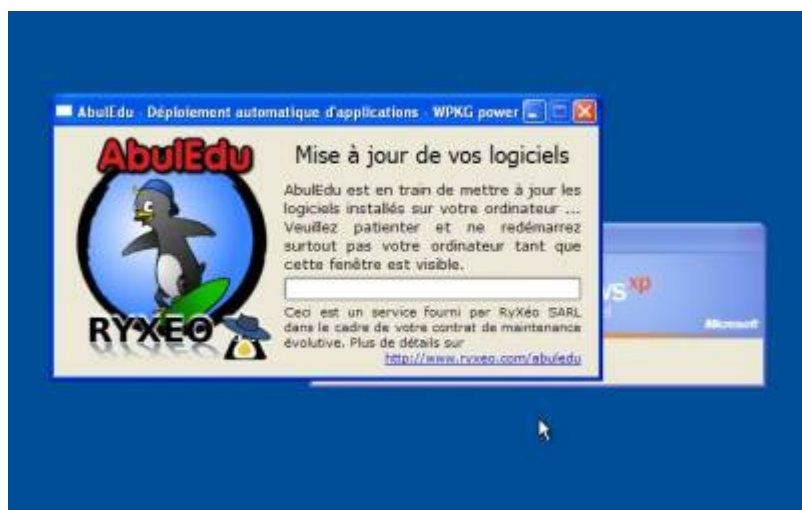 AbulEdu - Déploiement automatique d'applications - WPKG power
AbulEdu
Mise à jour de vos logiciels
AbulEdu est en train de mettre à jour les
logiciels installés sur votre ordinateur ...
Veuillez patienter et ne redémarrez
surtout pas votre ordinateur tant que
cette fenêtre est visible.
Ceci est un service fourni par RyXéo SARL
dans le cadre de votre contrat de maintenance
évolutive. Plus de détails sur
http://www.ryxeo.com/abuledu
RYXEO
xp
Microsoft